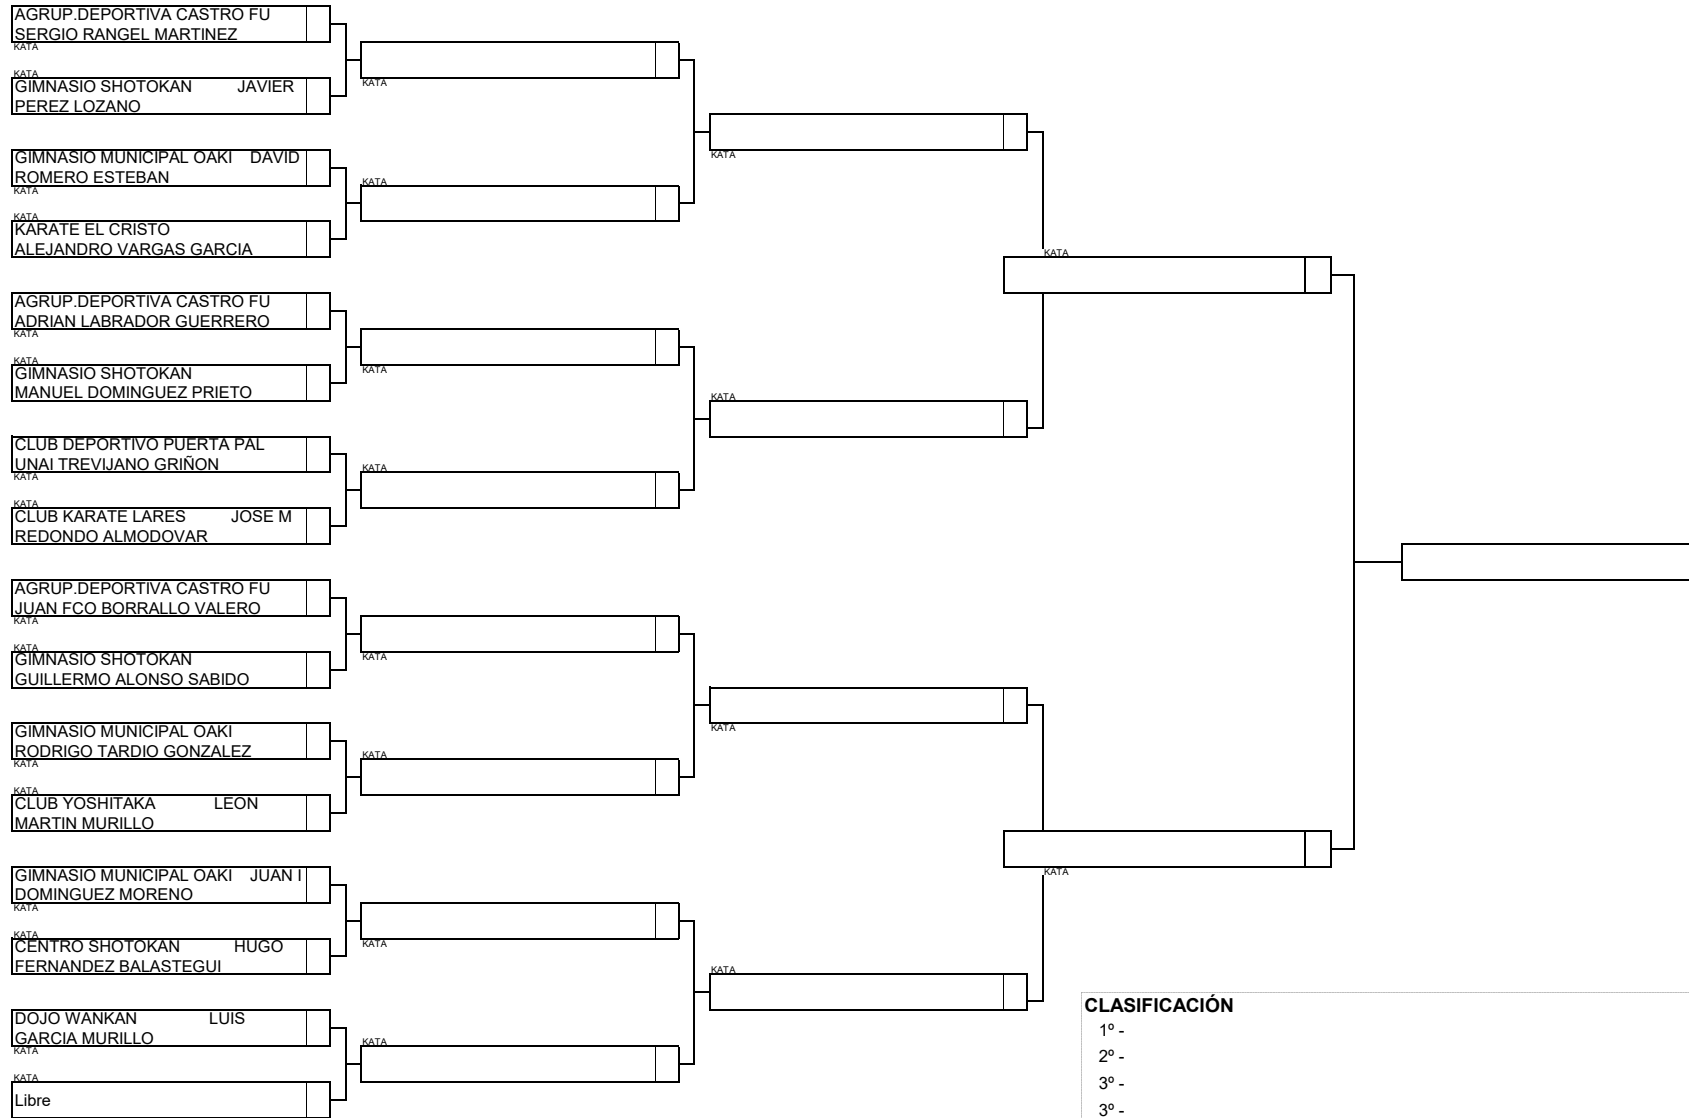 AGRUP.DEPORTIVA CASTRO FU
SERGIO RANGEL MARTINEZ
KATA
KATA
GIMNASIO SHOTOKAN JAVIER
PEREZ LOZANO
GIMNASIO MUNICIPAL OAKI DAVID
ROMERO ESTEBAN
KATA
KATA
KARATE EL CRISTO
ALEJANDRO VARGAS GARCIA
AGRUP.DEPORTIVA CASTRO FU
ADRIAN LABRADOR GUERRERO
KATA
KATA
GIMNASIO SHOTOKAN
MANUEL DOMINGUEZ PRIETO
CLUB DEPORTIVO PUERTA PAL
UNAI TREVIJANO GRIÑON
KATA
KATA
CLUB KARATE LARES JOSE M
REDONDO ALMODOVAR
AGRUP.DEPORTIVA CASTRO FU
JUAN FCO BORRALLO VALERO
KATA
KATA
GIMNASIO SHOTOKAN
GUILLERMO ALONSO SABIDO
GIMNASIO MUNICIPAL OAKI
RODRIGO TARDIO GONZALEZ
KATA
KATA
CLUB YOSHITAKA LEON
MARTIN MURILLO
GIMNASIO MUNICIPAL OAKI JUAN I
DOMINGUEZ MORENO
KATA
KATA
CENTRO SHOTOKAN HUGO
FERNANDEZ BALASTEGUI
DOJO WANKAN LUIS
GARCIA MURILLO
KATA
KATA
Libre
KATA
KATA
KATA
KATA
KATA
KATA
KATA
KATA
KATA
KATA
KATA
KATA
KATA
KATA
CLASIFICACIÓN
1º -
2º -
3º -
3º -